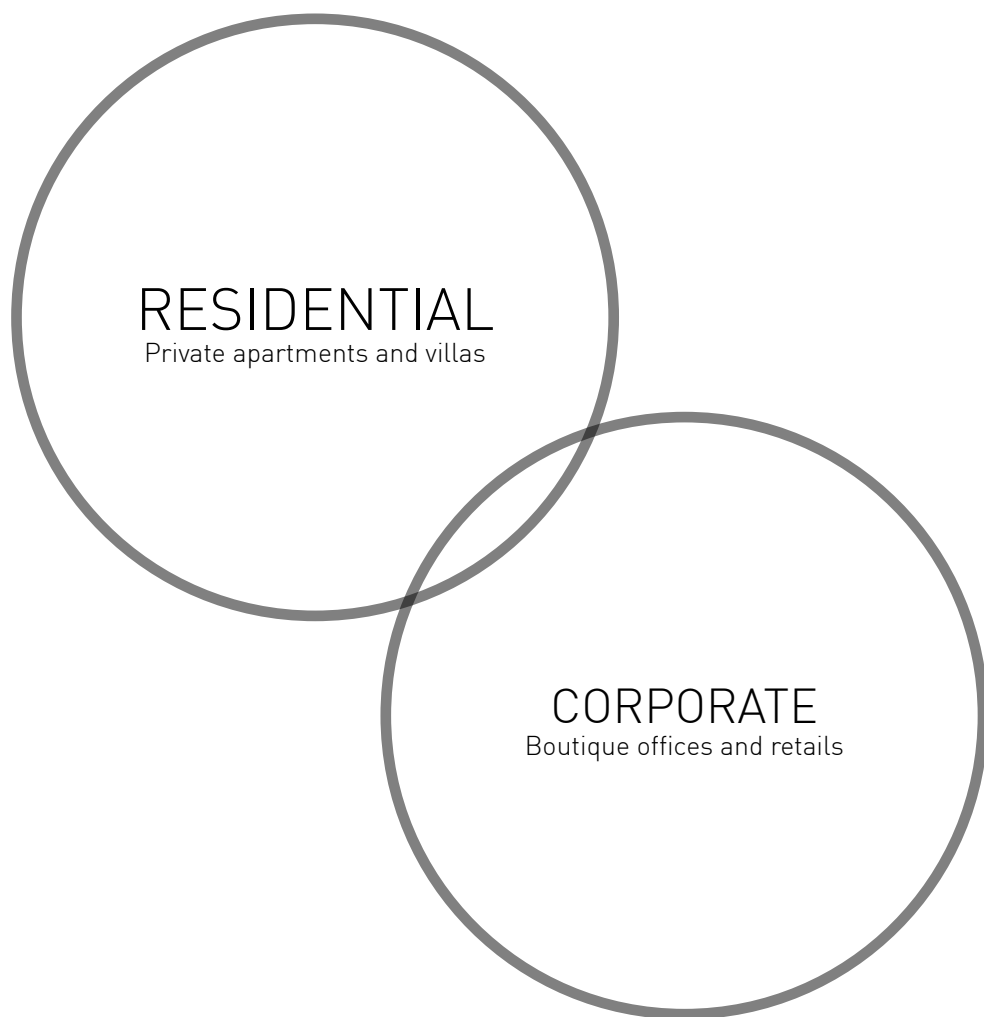 RESIDENTIAL
Private apartments and villas
CORPORATE
Boutique offices and retails